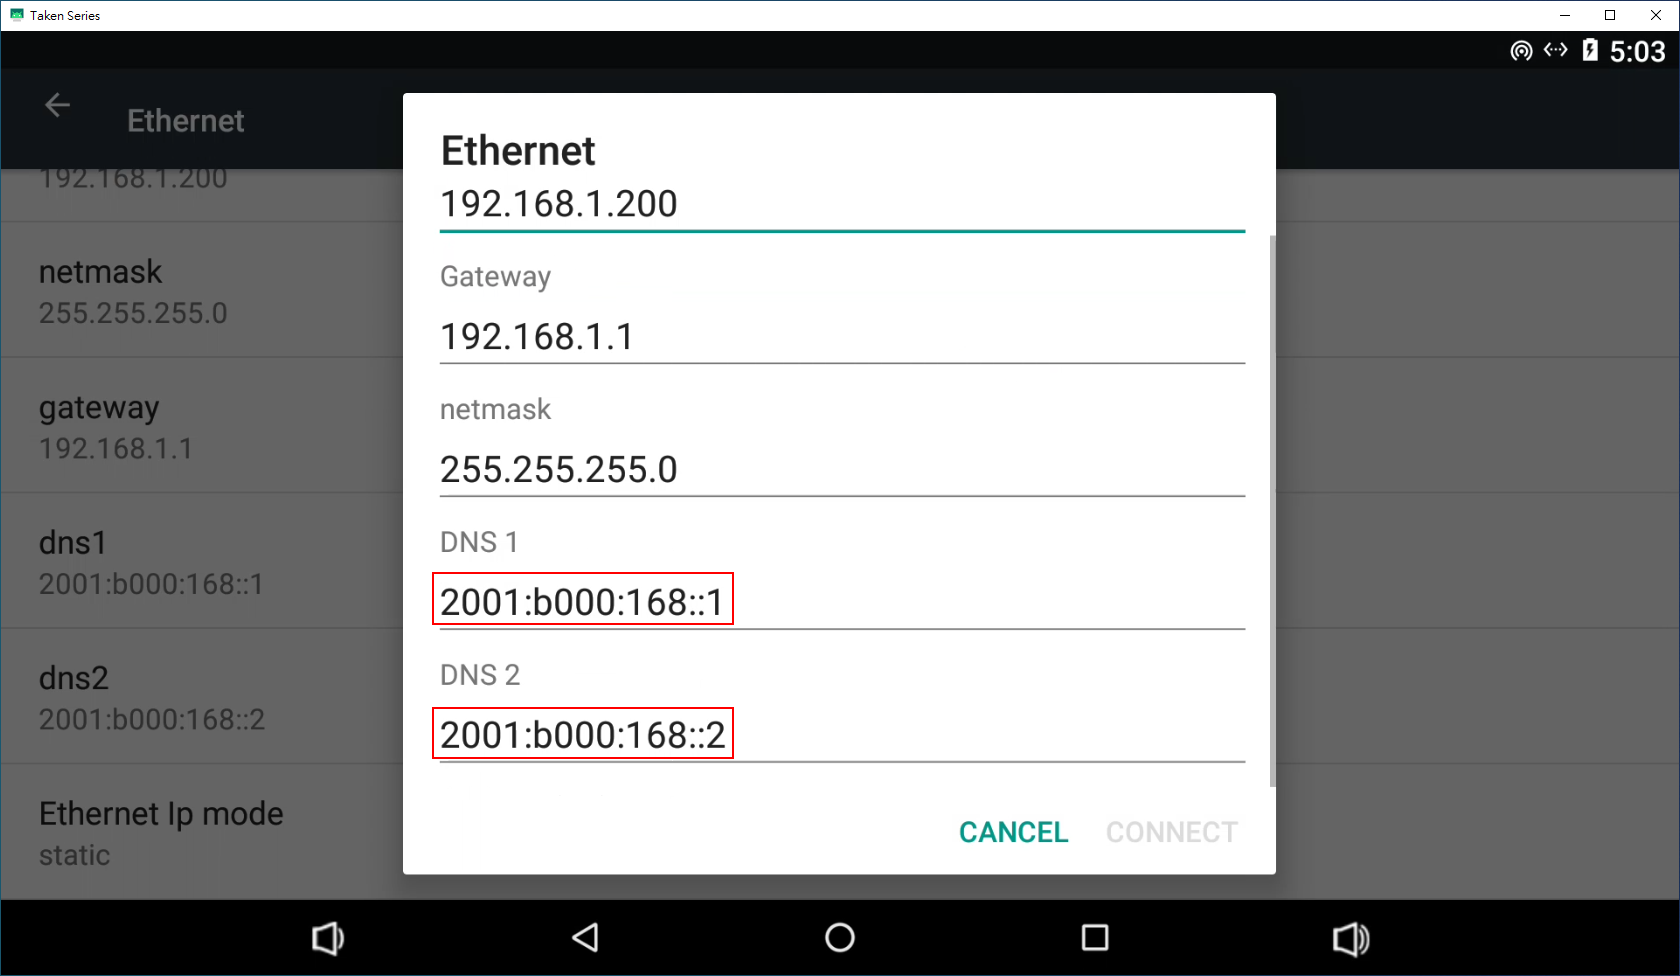 Taken Series
5:03
Ethernet
192.168.1.200
netmask
255.255.255.0
gateway
192.168.1.1
dns1
2001:b000:168::1
dns2
2001:b000:168::2
Ethernet Ip mode
static
Ethernet
192.168.1.200
Gateway
192.168.1.1
netmask
255.255.255.0
DNS 1
2001:b000:168::1
DNS 2
2001:b000:168::2
CANCEL CONNECT